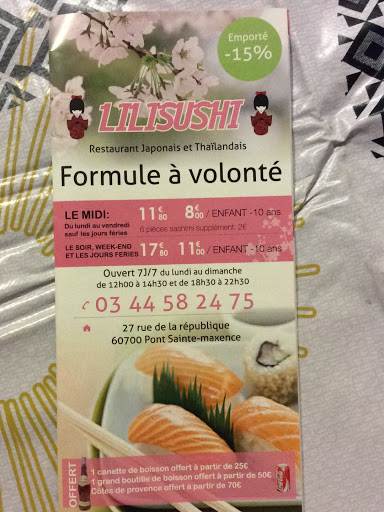 Emporté
-15%
LILISUSHI
Restaurant Japonais et Thaïlandais
Formule à volonté
LE MIDI: 11€80 8€00 / ENFANT -10 ans
Du lundi au vendredi
sauf les jours fériés 6 pièces sashimi supplément: 2€
LE SOIR, WEEK-END
ET LES JOURS FERIES 17€80 11€00 / ENFANT -10 ans
Ouvert 7J/7 du lundi au dimanche
de 12h00 à 14h30 et de 18h30 à 22h30
03 44 58 24 75
27 rue de la république
60700 Pont Sainte-maxence
OFFERT
1 canette de boisson offert à partir de 25€
1 grand boutille de boisson offert à partir de 50€
Côtes de provence offert à partir de 70€